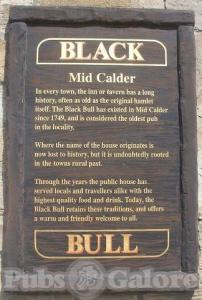 BLACK
Mid Calder
In every town, the inn or tavern has a long
history, often as old as the original hamlet
itself. The Black Bull has existed in Mid Calder
since 1749, and is considered the oldest pub
in the locality.
Where the name of the house originates is
now lost to history, but it is undoubtedly rooted
in the towns rural past.
Through the years the public house has
served locals and travellers alike with the
highest quality food and drink. Today, the
Black Bull retains these traditions, and offers
a warm and friendly welcome to all.
BULL
Pubs Galore